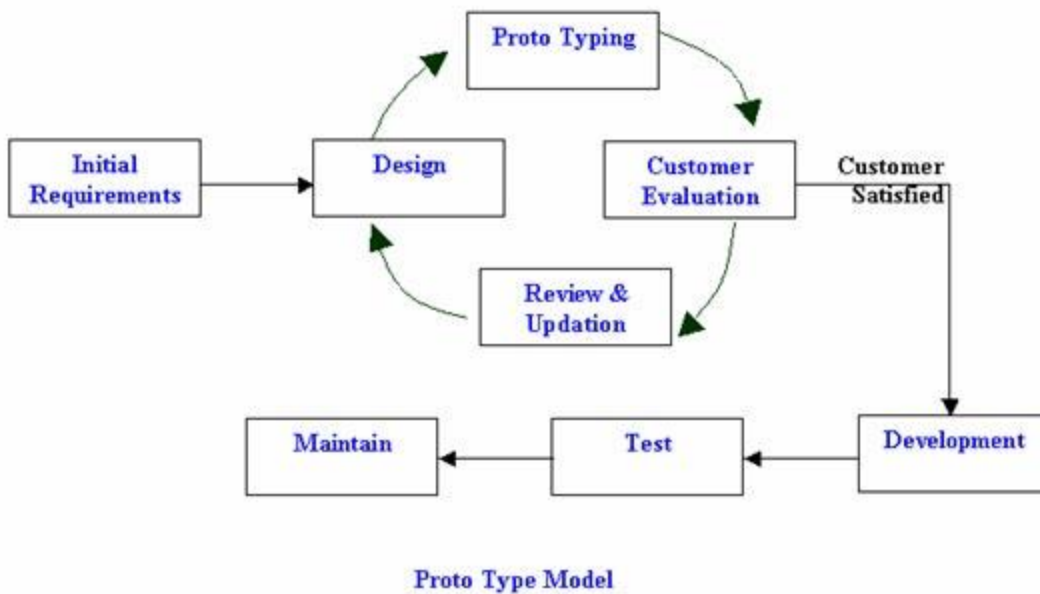 Proto Typing
Initial
Requirements
Design
Customer
Evaluation
Customer
Satisfied
Review &
Updation
Maintain
Test
Development
Proto Type Model